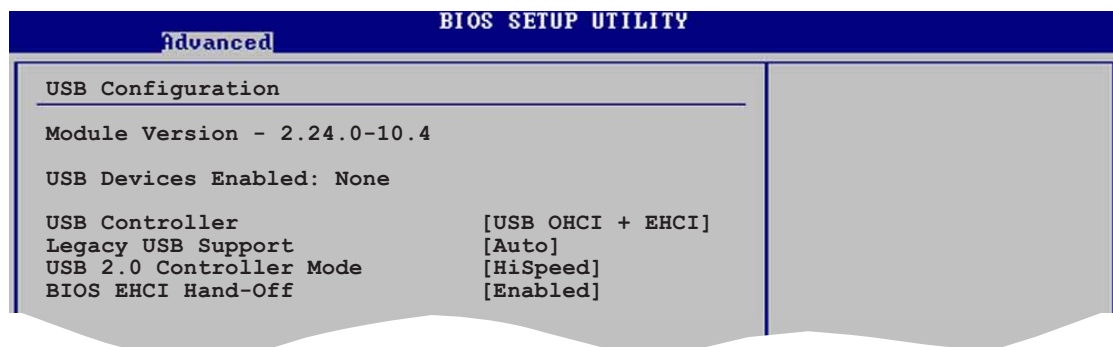 BIOS SETUP UTILITY
Advanced
USB Configuration
Module Version - 2.24.0-10.4
USB Devices Enabled: None
USB Controller [USB OHCI + EHCI]
Legacy USB Support [Auto]
USB 2.0 Controller Mode [HiSpeed]
BIOS EHCI Hand-Off [Enabled]